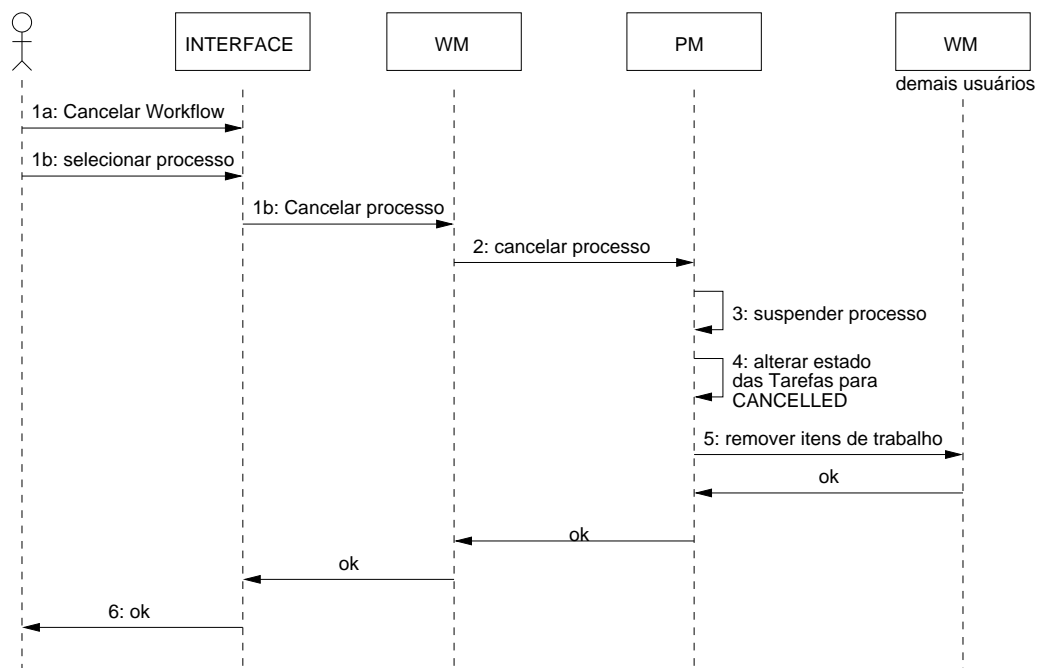 INTERFACE
WM
PM
WM
demais usuários
1a: Cancelar Workflow
1b: selecionar processo
1b: Cancelar processo
2: cancelar processo
3: suspender processo
4: alterar estado
das Tarefas para
CANCELLED
5: remover itens de trabalho
ok
ok
ok
6: ok